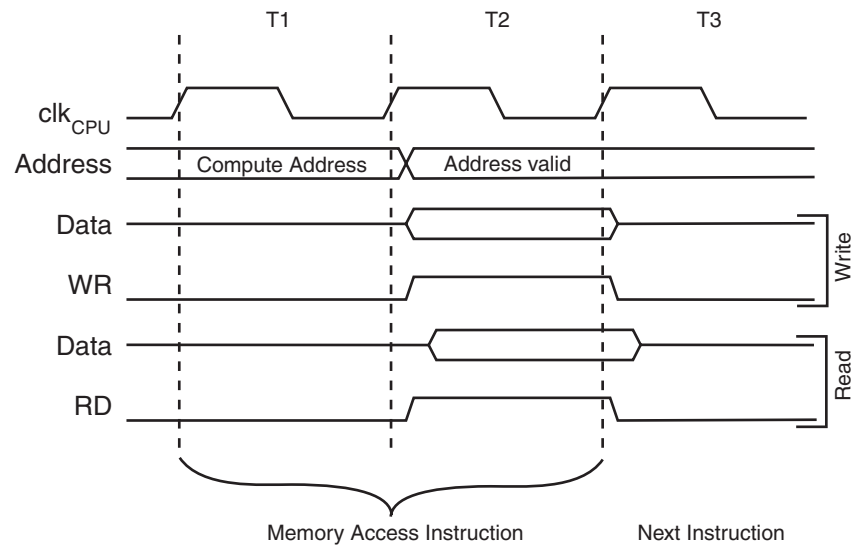 T1 T2 T3
clkCPU
Address Compute Address Address valid
Data
WR
Write
Data
RD
Read
Memory Access Instruction Next Instruction